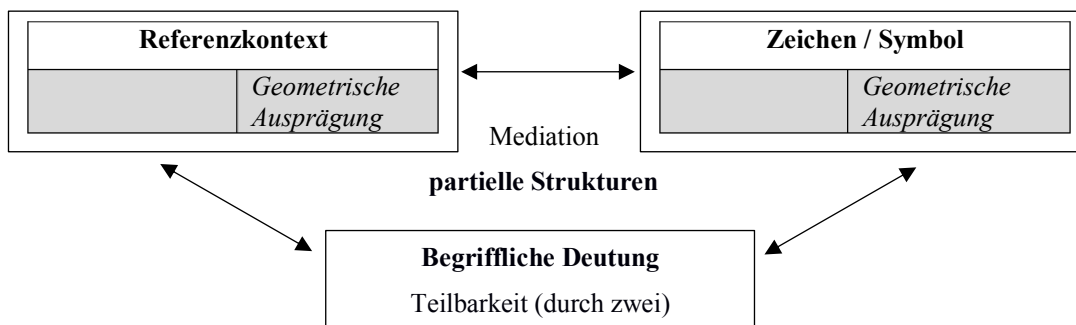 Referenzkontext
Geometrische
Ausprägung
Zeichen / Symbol
Geometrische
Ausprägung
Mediation
partielle Strukturen
Begriffliche Deutung
Teilbarkeit (durch zwei)